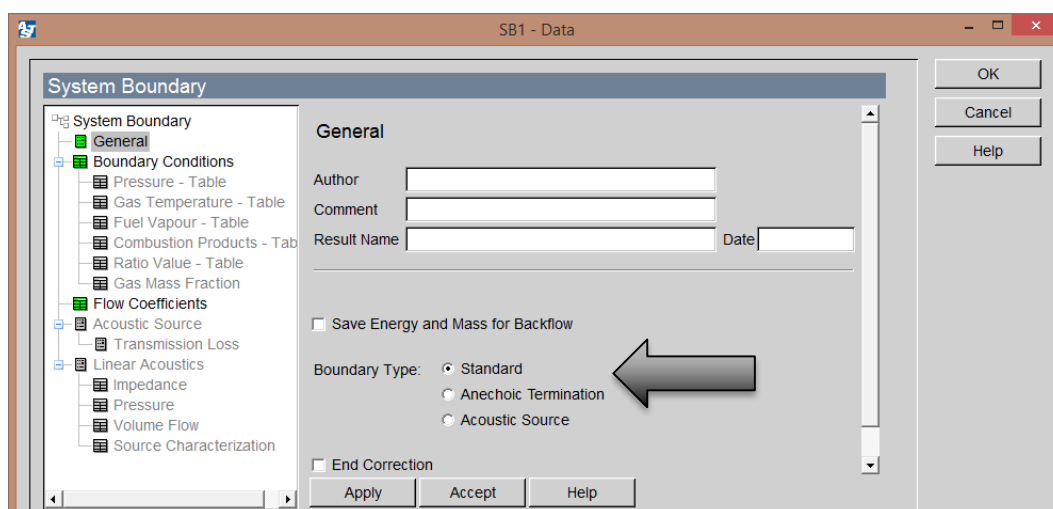 SB1 - Data
OK
Cancel
Help
System Boundary
System Boundary
General
Boundary Conditions
Pressure - Table
Gas Temperature - Table
Fuel Vapour - Table
Combustion Products - Tab
Ratio Value - Table
Gas Mass Fraction
Flow Coefficients
Acoustic Source
Transmission Loss
Linear Acoustics
Impedance
Pressure
Volume Flow
Source Characterization
General
Author
Comment
Result Name Date
Save Energy and Mass for Backflow
Boundary Type: Standard
Anechoic Termination
Acoustic Source
End Correction
Apply Accept Help